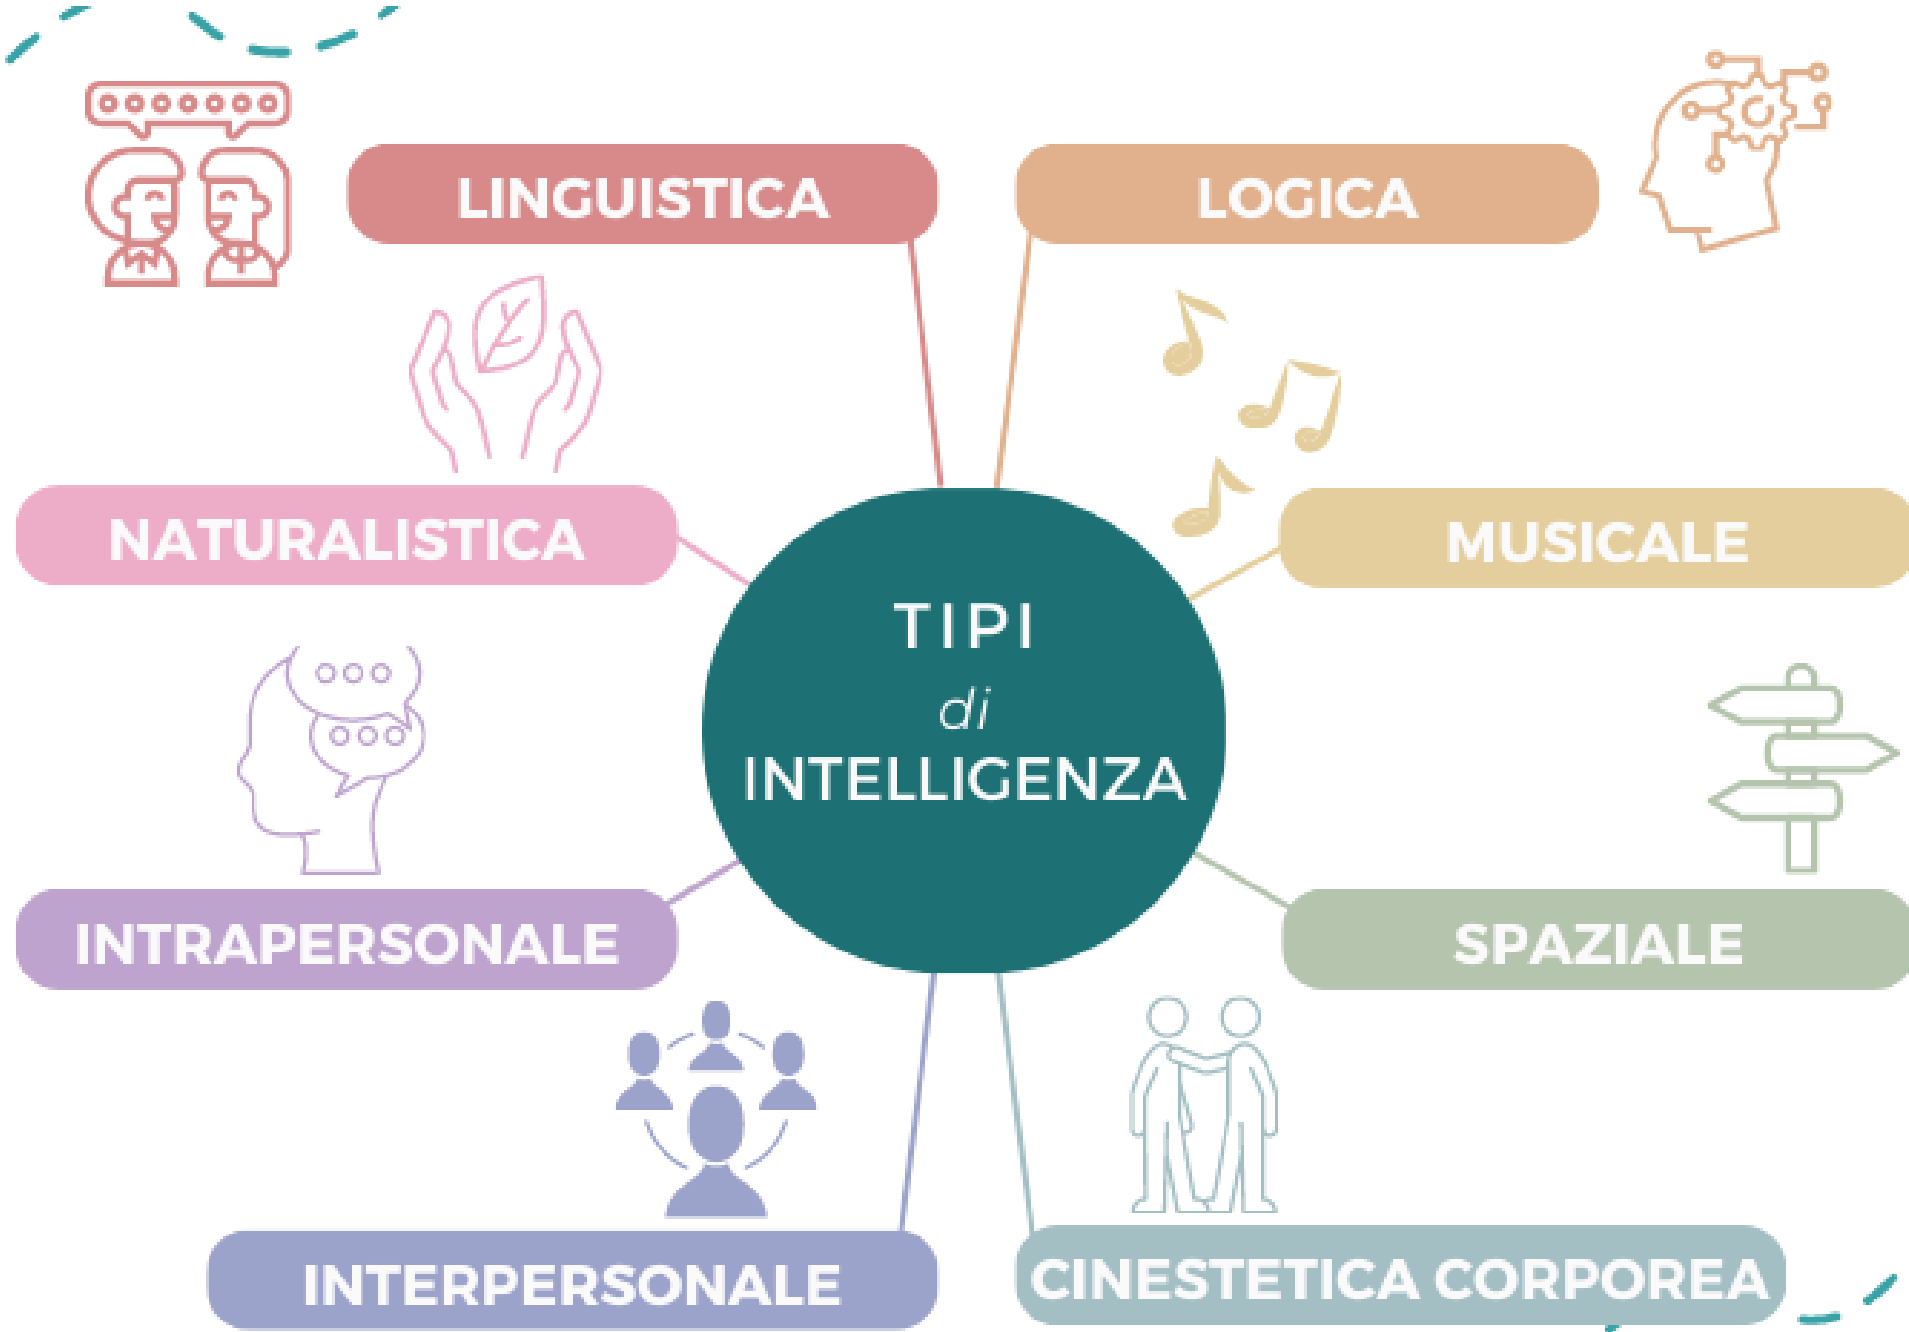 LINGUISTICA
LOGICA
NATURALISTICA
MUSICALE
TIPI
di
INTELLIGENZA
INTRAPERSONALE
SPAZIALE
INTERPERSONALE
CINESTETICA CORPOREA